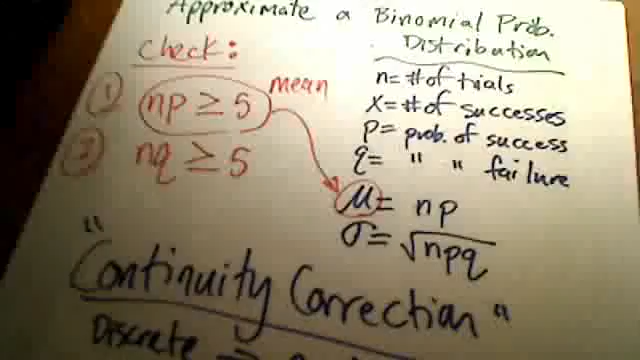 Approximate a Binomial Prob.
Distribution
check:
① np ≥ 5
mean
② nq ≥ 5
n = # of trials
X = # of successes
p = prob. of success
q = " " failure
μ = np
σ = √npq
"Continuity Correction"
Discrete →